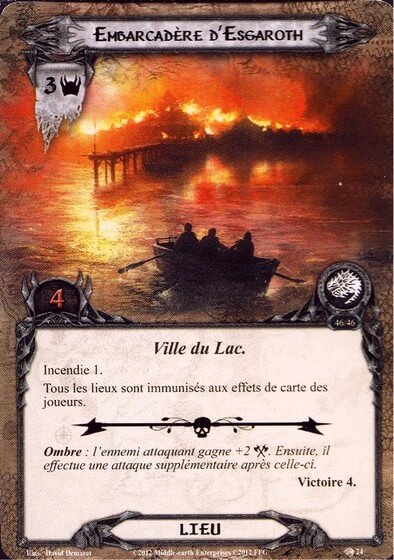 Embarcadère d'Esgaroth
3
4
46/46
Ville du Lac.
Incendie 1.
Tous les lieux sont immunisés aux effets de carte des
joueurs.
Ombre : l'ennemi attaquant gagne +2 . Ensuite, il
effectue une attaque supplémentaire après celle-ci.
Victoire 4.
LIEU
Illus. David Demaret
©2012 Middle-earth Enterprises ©2012 FFG
24